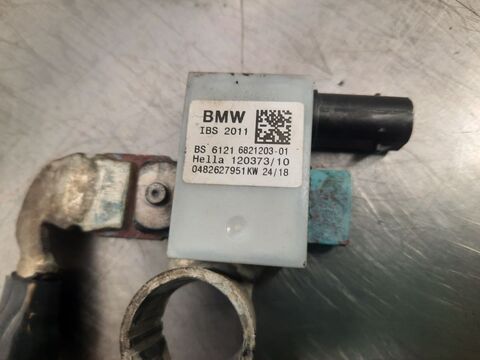 BMW
IBS 2011
BS 6121 6821203-01
Hella 120373/10
0482627951KW 24/18